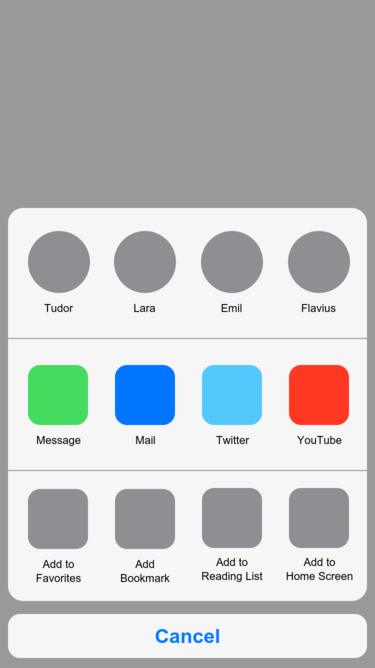 Tudor
Lara
Emil
Flavius
Message
Mail
Twitter
YouTube
Add to
Favorites
Add
Bookmark
Add to
Reading List
Add to
Home Screen
Cancel